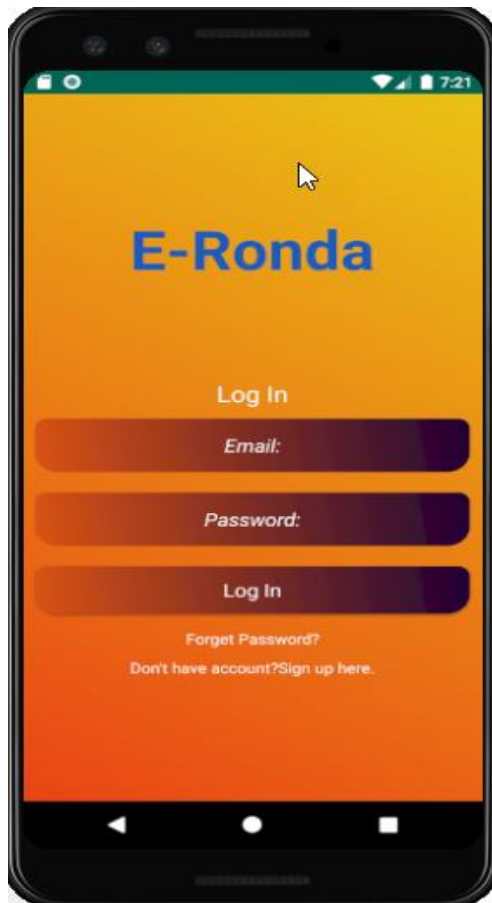 7:21
E-Ronda
Log In
Email:
Password:
Log In
Forget Password?
Don't have account?Sign up here.